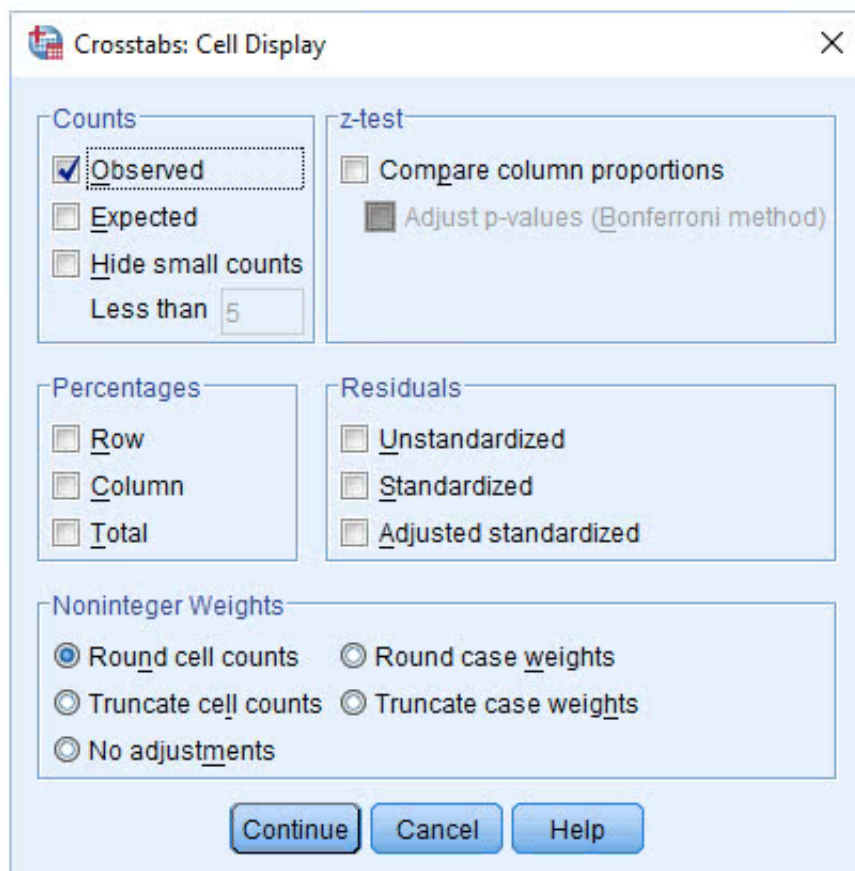 Crosstabs: Cell Display
Counts
Observed
Expected
Hide small counts
Less than 5
z-test
Compare column proportions
Adjust p-values (Bonferroni method)
Percentages
Row
Column
Total
Residuals
Unstandardized
Standardized
Adjusted standardized
Noninteger Weights
Round cell counts Round case weights
Truncate cell counts Truncate case weights
No adjustments
Continue Cancel Help